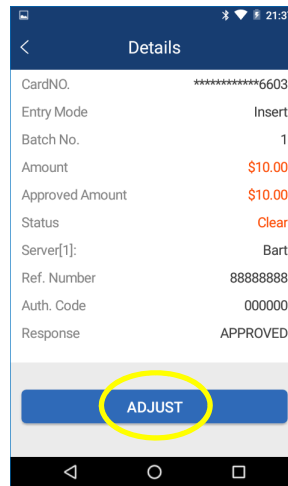 21:3
Details
CardNO. ************6603
Entry Mode Insert
Batch No. 1
Amount $10.00
Approved Amount $10.00
Status Clear
Server[1]: Bart
Ref. Number 88888888
Auth. Code 000000
Response APPROVED
ADJUST